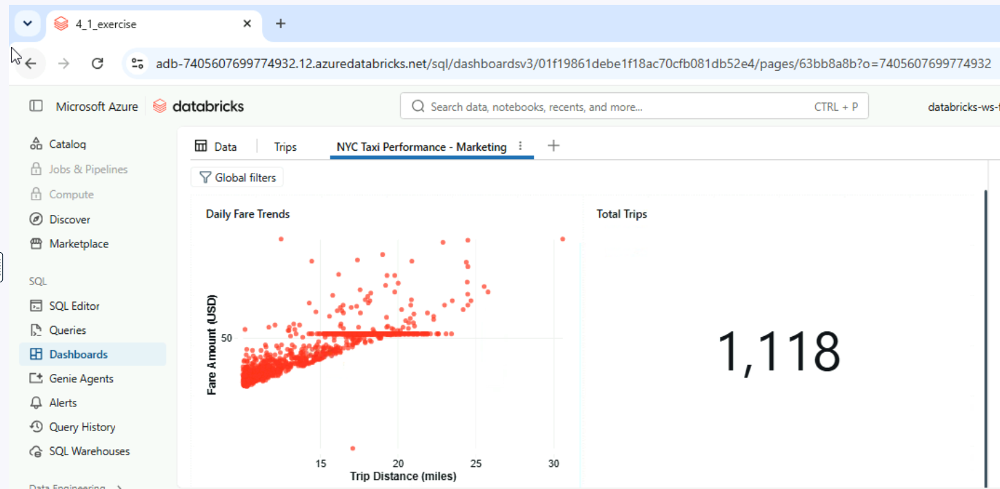 4_1_exercise
adb-7405607699774932.12.azuredatabricks.net/sql/dashboardsv3/01f19861debe1f18ac70cfb081db52e4/pages/63bb8a8b?o=7405607699774932
Microsoft Azure databricks
Search data, notebooks, recents, and more... CTRL + P
databricks-ws-
Catalog
Jobs & Pipelines
Compute
Discover
Marketplace
SQL
SQL Editor
Queries
Dashboards
Genie Agents
Alerts
Query History
SQL Warehouses
Data Engineering
Data Trips NYC Taxi Performance - Marketing
Global filters
Daily Fare Trends
Fare Amount (USD)
50
15 20 25 30
Trip Distance (miles)
Total Trips
1,118